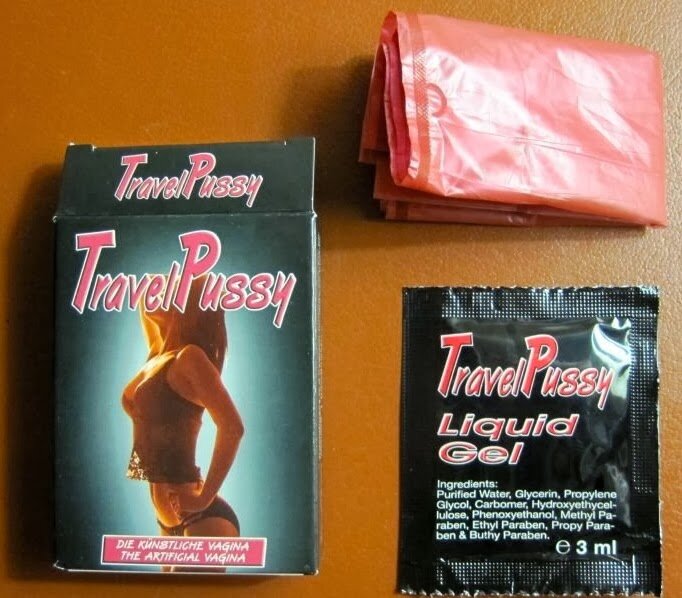 TravelPussy
TravelPussy
DIE KÜNSTLICHE VAGINA
THE ARTIFICIAL VAGINA
TravelPussy
Liquid
Gel
Ingredients:
Purified Water, Glycerin, Propylene
Glycol, Carbomer, Hydroxyethycel-
lulose, Phenoxyethanol, Methyl Pa-
raben, Ethyl Paraben, Propy Para-
ben & Buthy Paraben.
℮ 3 ml